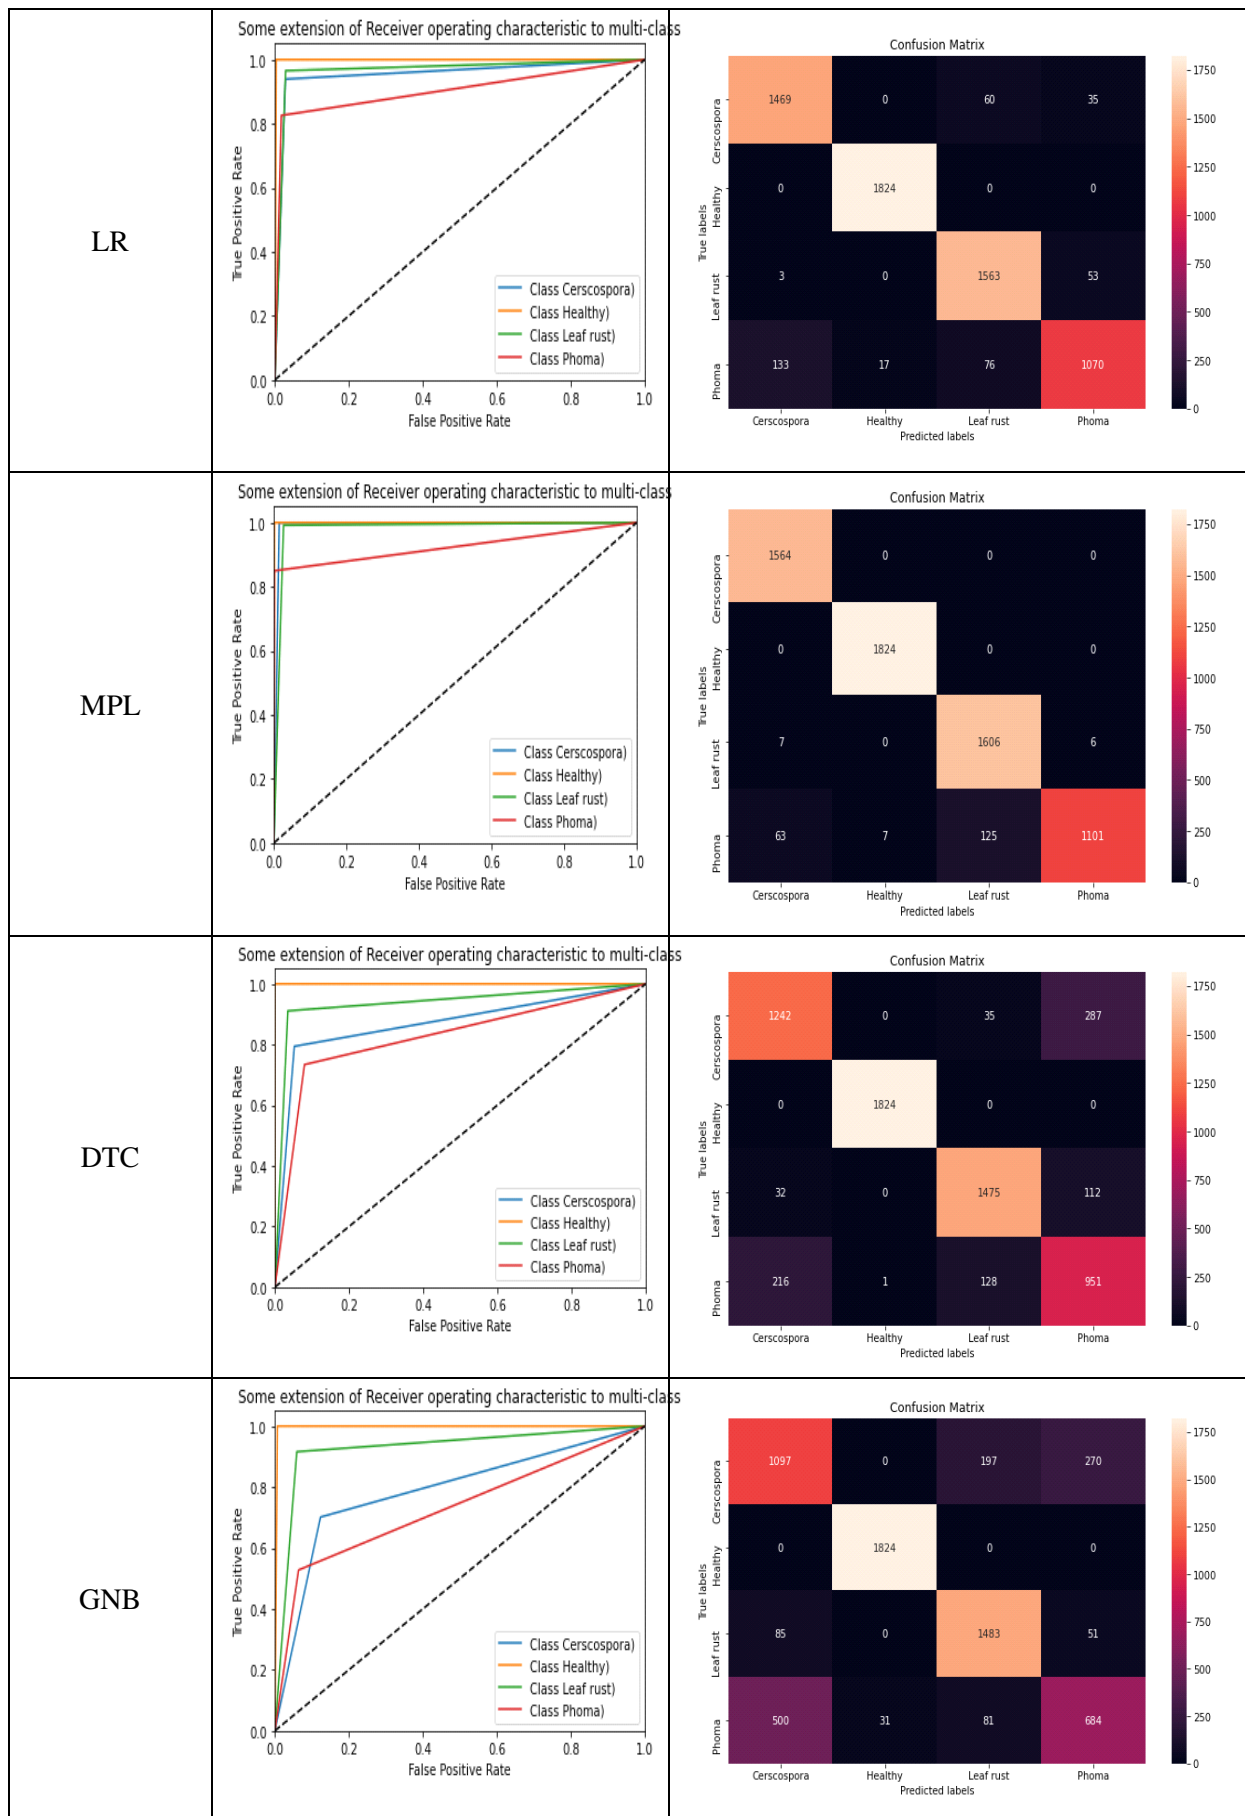 LR
Some extension of Receiver operating characteristic to multi-class
True Positive Rate
1.0
0.8
0.6
0.4
0.2
0.0
0.0 0.2 0.4 0.6 0.8 1.0
False Positive Rate
Class Cerscospora)
Class Healthy)
Class Leaf rust)
Class Phoma)
Confusion Matrix
True labels
Cerscospora 1469 0 60 35
Healthy 0 1824 0 0
Leaf rust 3 0 1563 53
Phoma 133 17 76 1070
Cerscospora Healthy Leaf rust Phoma
Predicted labels
1750
1500
1250
1000
750
500
250
0
MPL
Some extension of Receiver operating characteristic to multi-class
True Positive Rate
1.0
0.8
0.6
0.4
0.2
0.0
0.0 0.2 0.4 0.6 0.8 1.0
False Positive Rate
Class Cerscospora)
Class Healthy)
Class Leaf rust)
Class Phoma)
Confusion Matrix
True labels
Cerscospora 1564 0 0 0
Healthy 0 1824 0 0
Leaf rust 7 0 1606 6
Phoma 63 7 125 1101
Cerscospora Healthy Leaf rust Phoma
Predicted labels
1750
1500
1250
1000
750
500
250
0
DTC
Some extension of Receiver operating characteristic to multi-class
True Positive Rate
1.0
0.8
0.6
0.4
0.2
0.0
0.0 0.2 0.4 0.6 0.8 1.0
False Positive Rate
Class Cerscospora)
Class Healthy)
Class Leaf rust)
Class Phoma)
Confusion Matrix
True labels
Cerscospora 1242 0 35 287
Healthy 0 1824 0 0
Leaf rust 32 0 1475 112
Phoma 216 1 128 951
Cerscospora Healthy Leaf rust Phoma
Predicted labels
1750
1500
1250
1000
750
500
250
0
GNB
Some extension of Receiver operating characteristic to multi-class
True Positive Rate
1.0
0.8
0.6
0.4
0.2
0.0
0.0 0.2 0.4 0.6 0.8 1.0
False Positive Rate
Class Cerscospora)
Class Healthy)
Class Leaf rust)
Class Phoma)
Confusion Matrix
True labels
Cerscospora 1097 0 197 270
Healthy 0 1824 0 0
Leaf rust 85 0 1483 51
Phoma 500 31 81 684
Cerscospora Healthy Leaf rust Phoma
Predicted labels
1750
1500
1250
1000
750
500
250
0